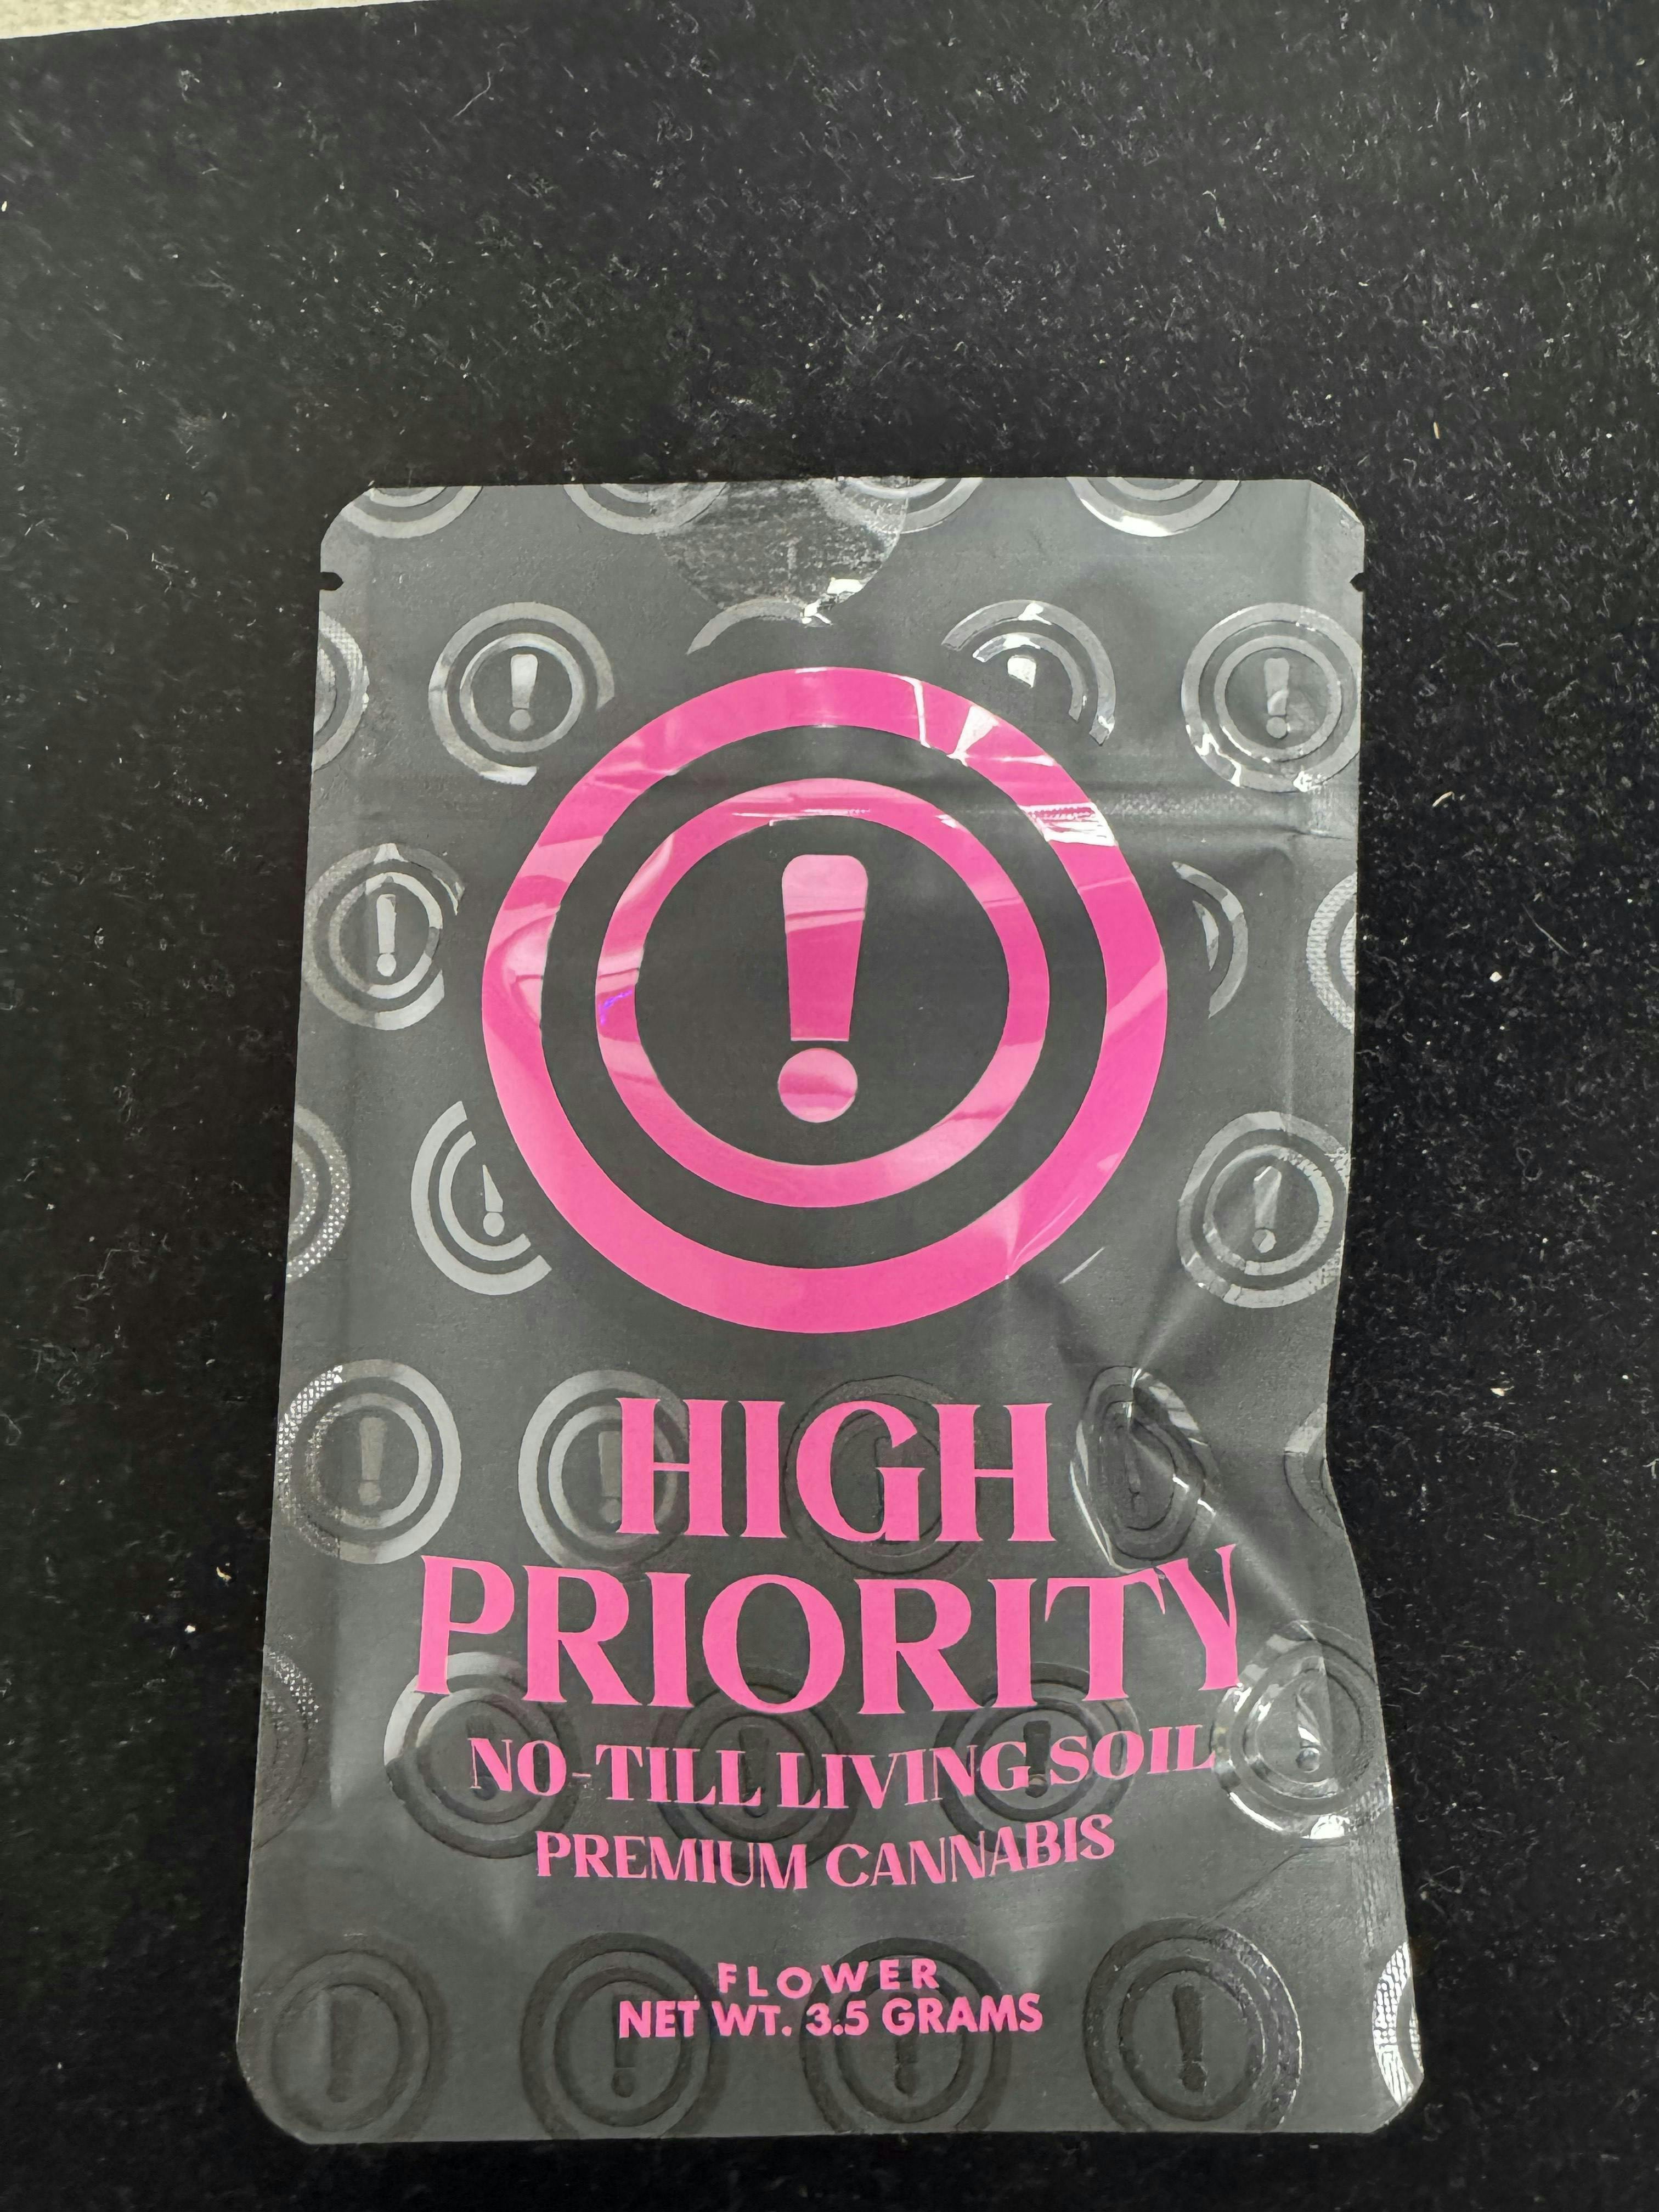 HIGH
PRIORITY
NO-TILL LIVING SOIL
PREMIUM CANNABIS
FLOWER
NET WT. 3.5 GRAMS